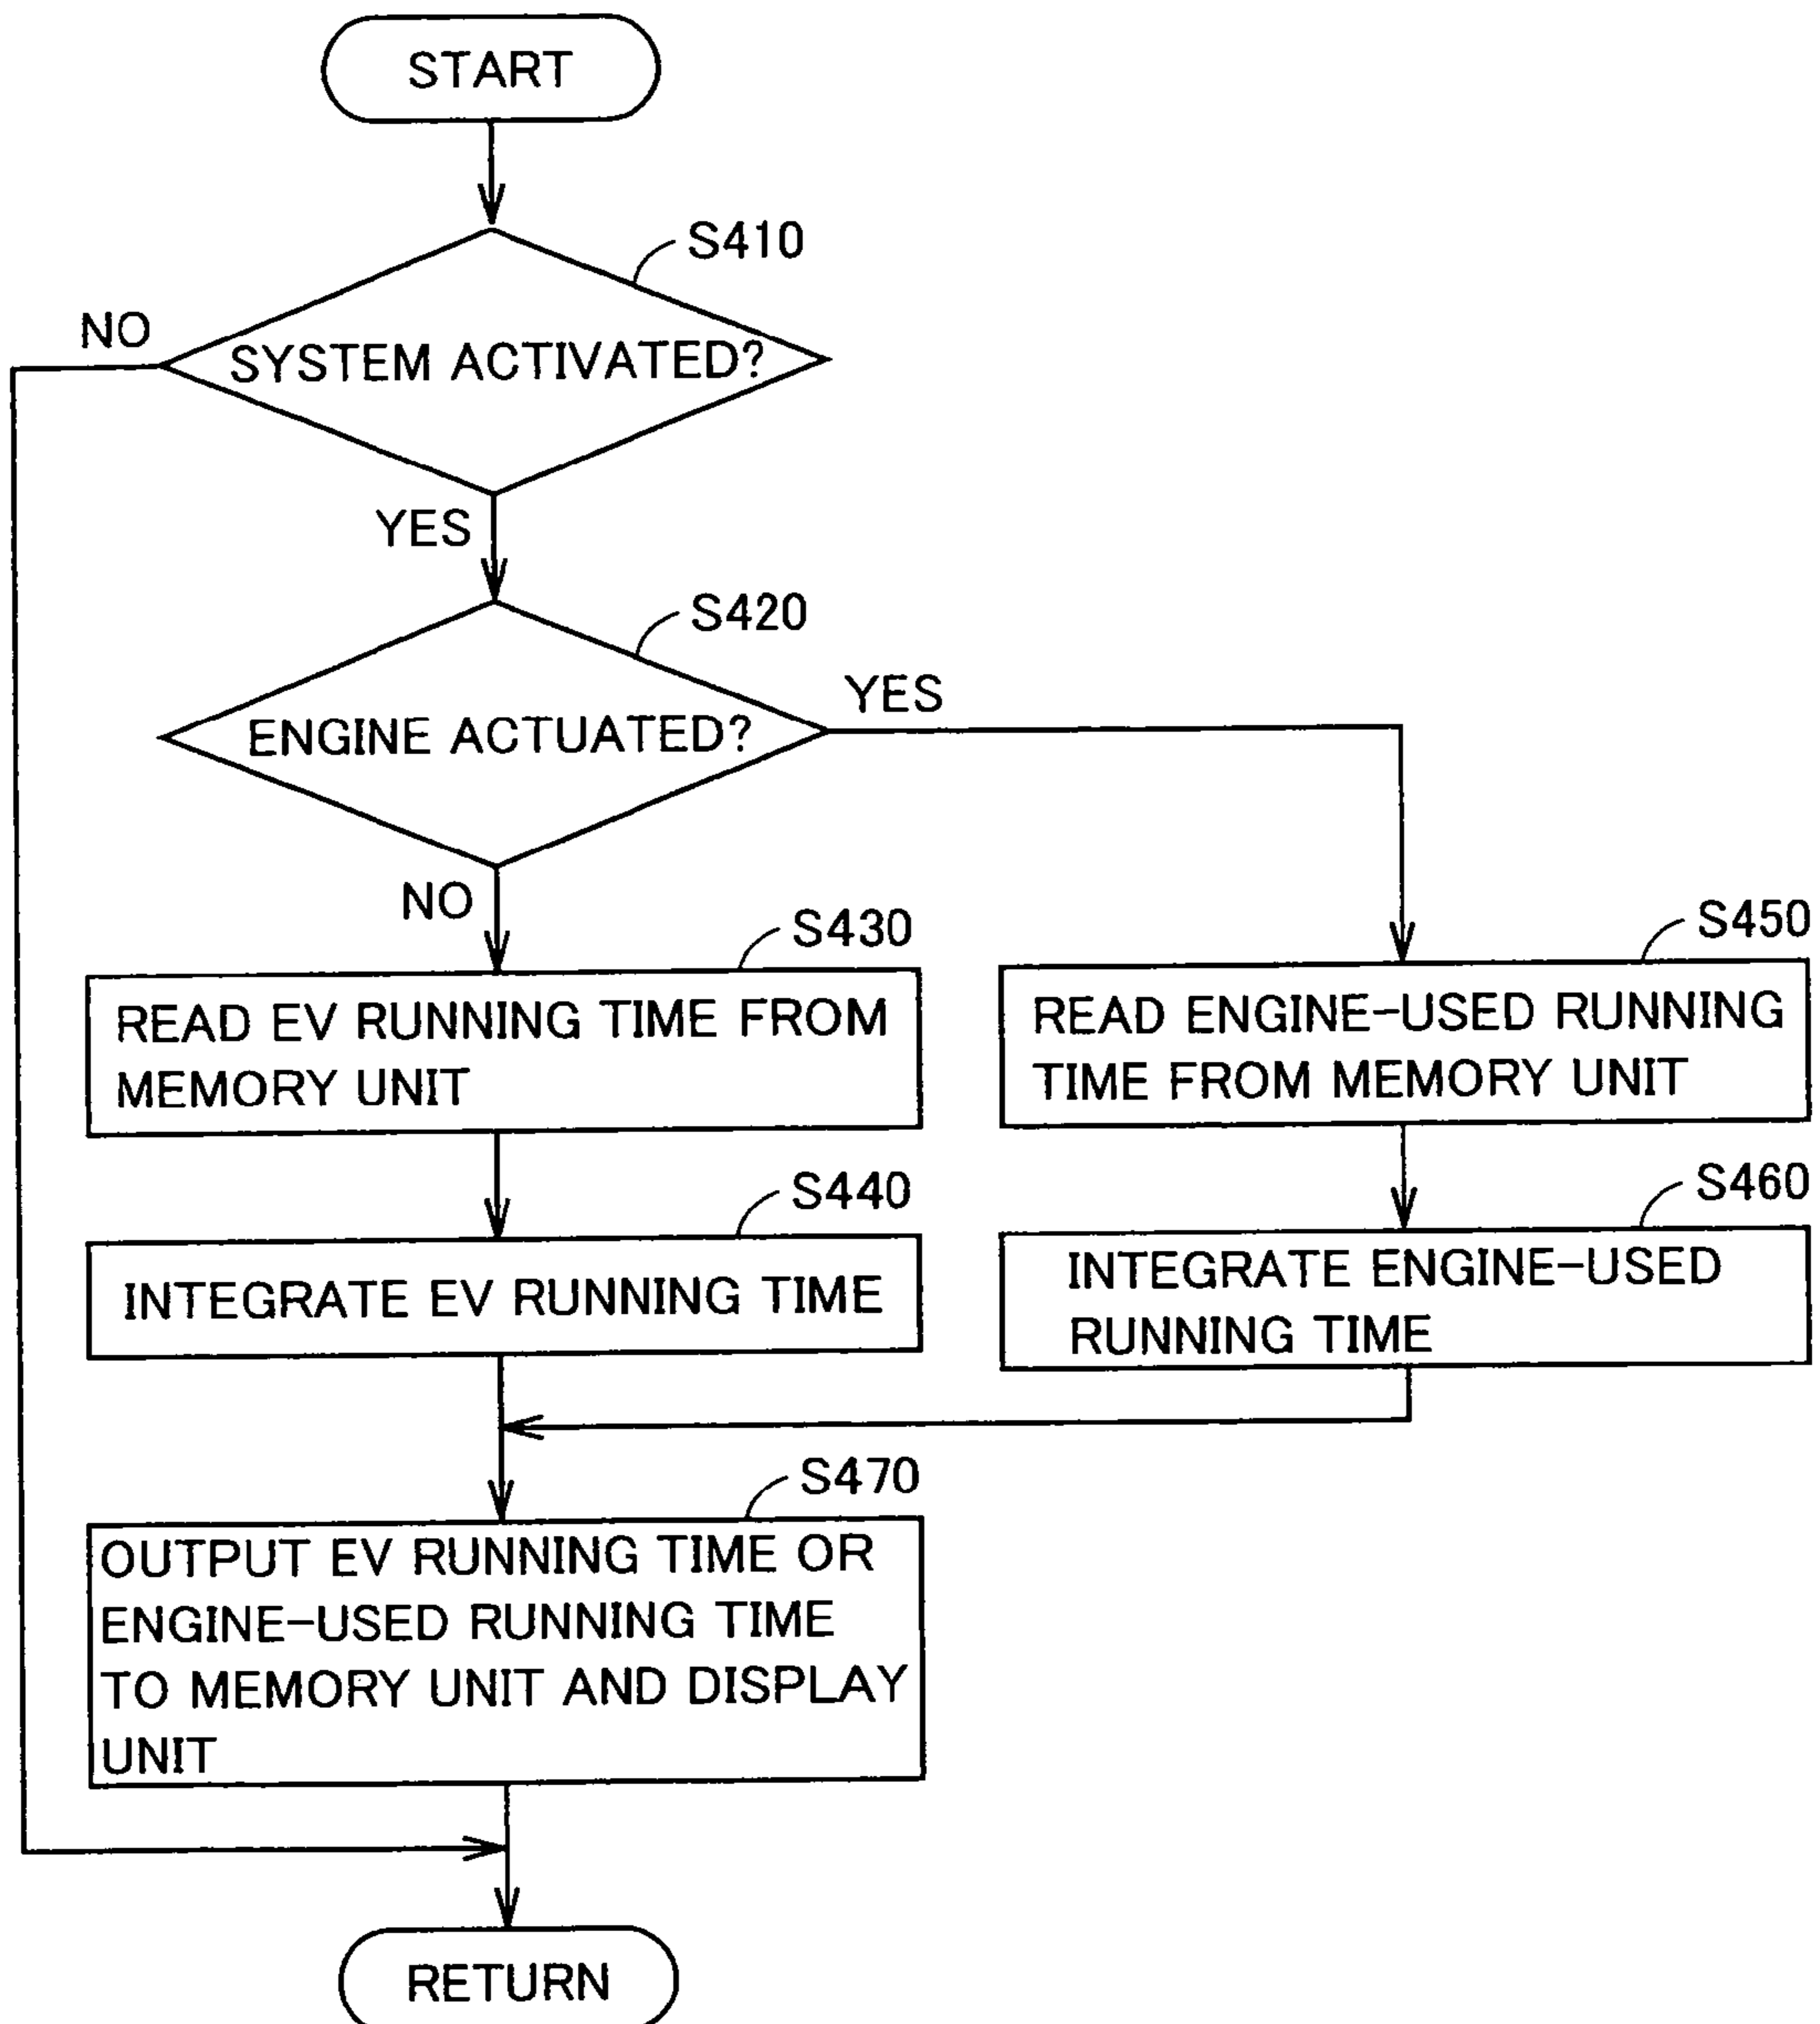 START
S410
NO
SYSTEM ACTIVATED?
YES
S420
YES
ENGINE ACTUATED?
NO
S430
S450
READ EV RUNNING TIME FROM
MEMORY UNIT
READ ENGINE-USED RUNNING
TIME FROM MEMORY UNIT
S440
S460
INTEGRATE EV RUNNING TIME
INTEGRATE ENGINE-USED
RUNNING TIME
S470
OUTPUT EV RUNNING TIME OR
ENGINE-USED RUNNING TIME
TO MEMORY UNIT AND DISPLAY
UNIT
RETURN